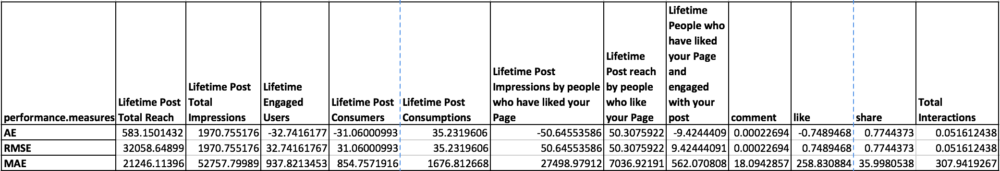 performance.measures Lifetime Post Total Reach Lifetime Post Total Impressions Lifetime Engaged Users Lifetime Post Consumers Lifetime Post Consumptions Lifetime Post Impressions by people who have liked your Page Lifetime Post reach by people who like your Page Lifetime People who have liked your Page and engaged with your post comment like share Total Interactions
AE 583.1501432 1970.755176 -32.7416177 -31.06000993 35.2319606 -50.64553586 50.3075922 -9.4244409 0.00022694 -0.7489468 0.7744373 0.051612438
RMSE 32058.64899 1970.755176 32.74161767 31.06000993 35.2319606 50.64553586 50.3075922 9.42444091 0.00022694 0.7489468 0.7744373 0.051612438
MAE 21246.11396 52757.79989 937.8213453 854.7571916 1676.812668 27498.97912 7036.92191 562.070808 18.0942857 258.830884 35.9980538 307.9419267